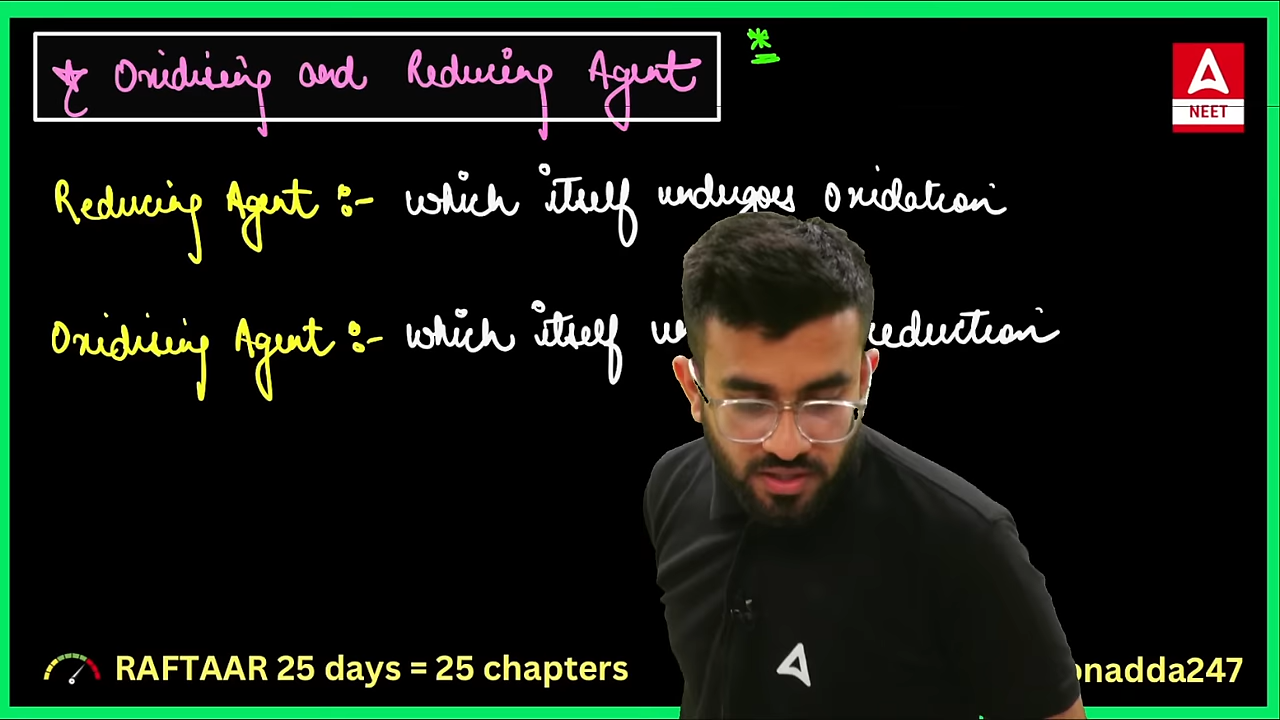 * Oxidising and Reducing Agent *
NEET
Reducing Agent :- which itself undergoes oxidation
Oxidising Agent :- which itself reduction
RAFTAAR 25 days = 25 chapters
onadda247